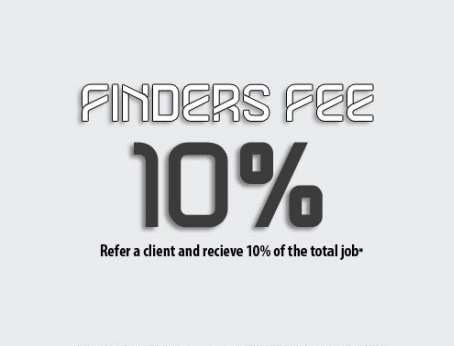 FINDERS FEE
10%
Refer a client and recieve 10% of the total job*